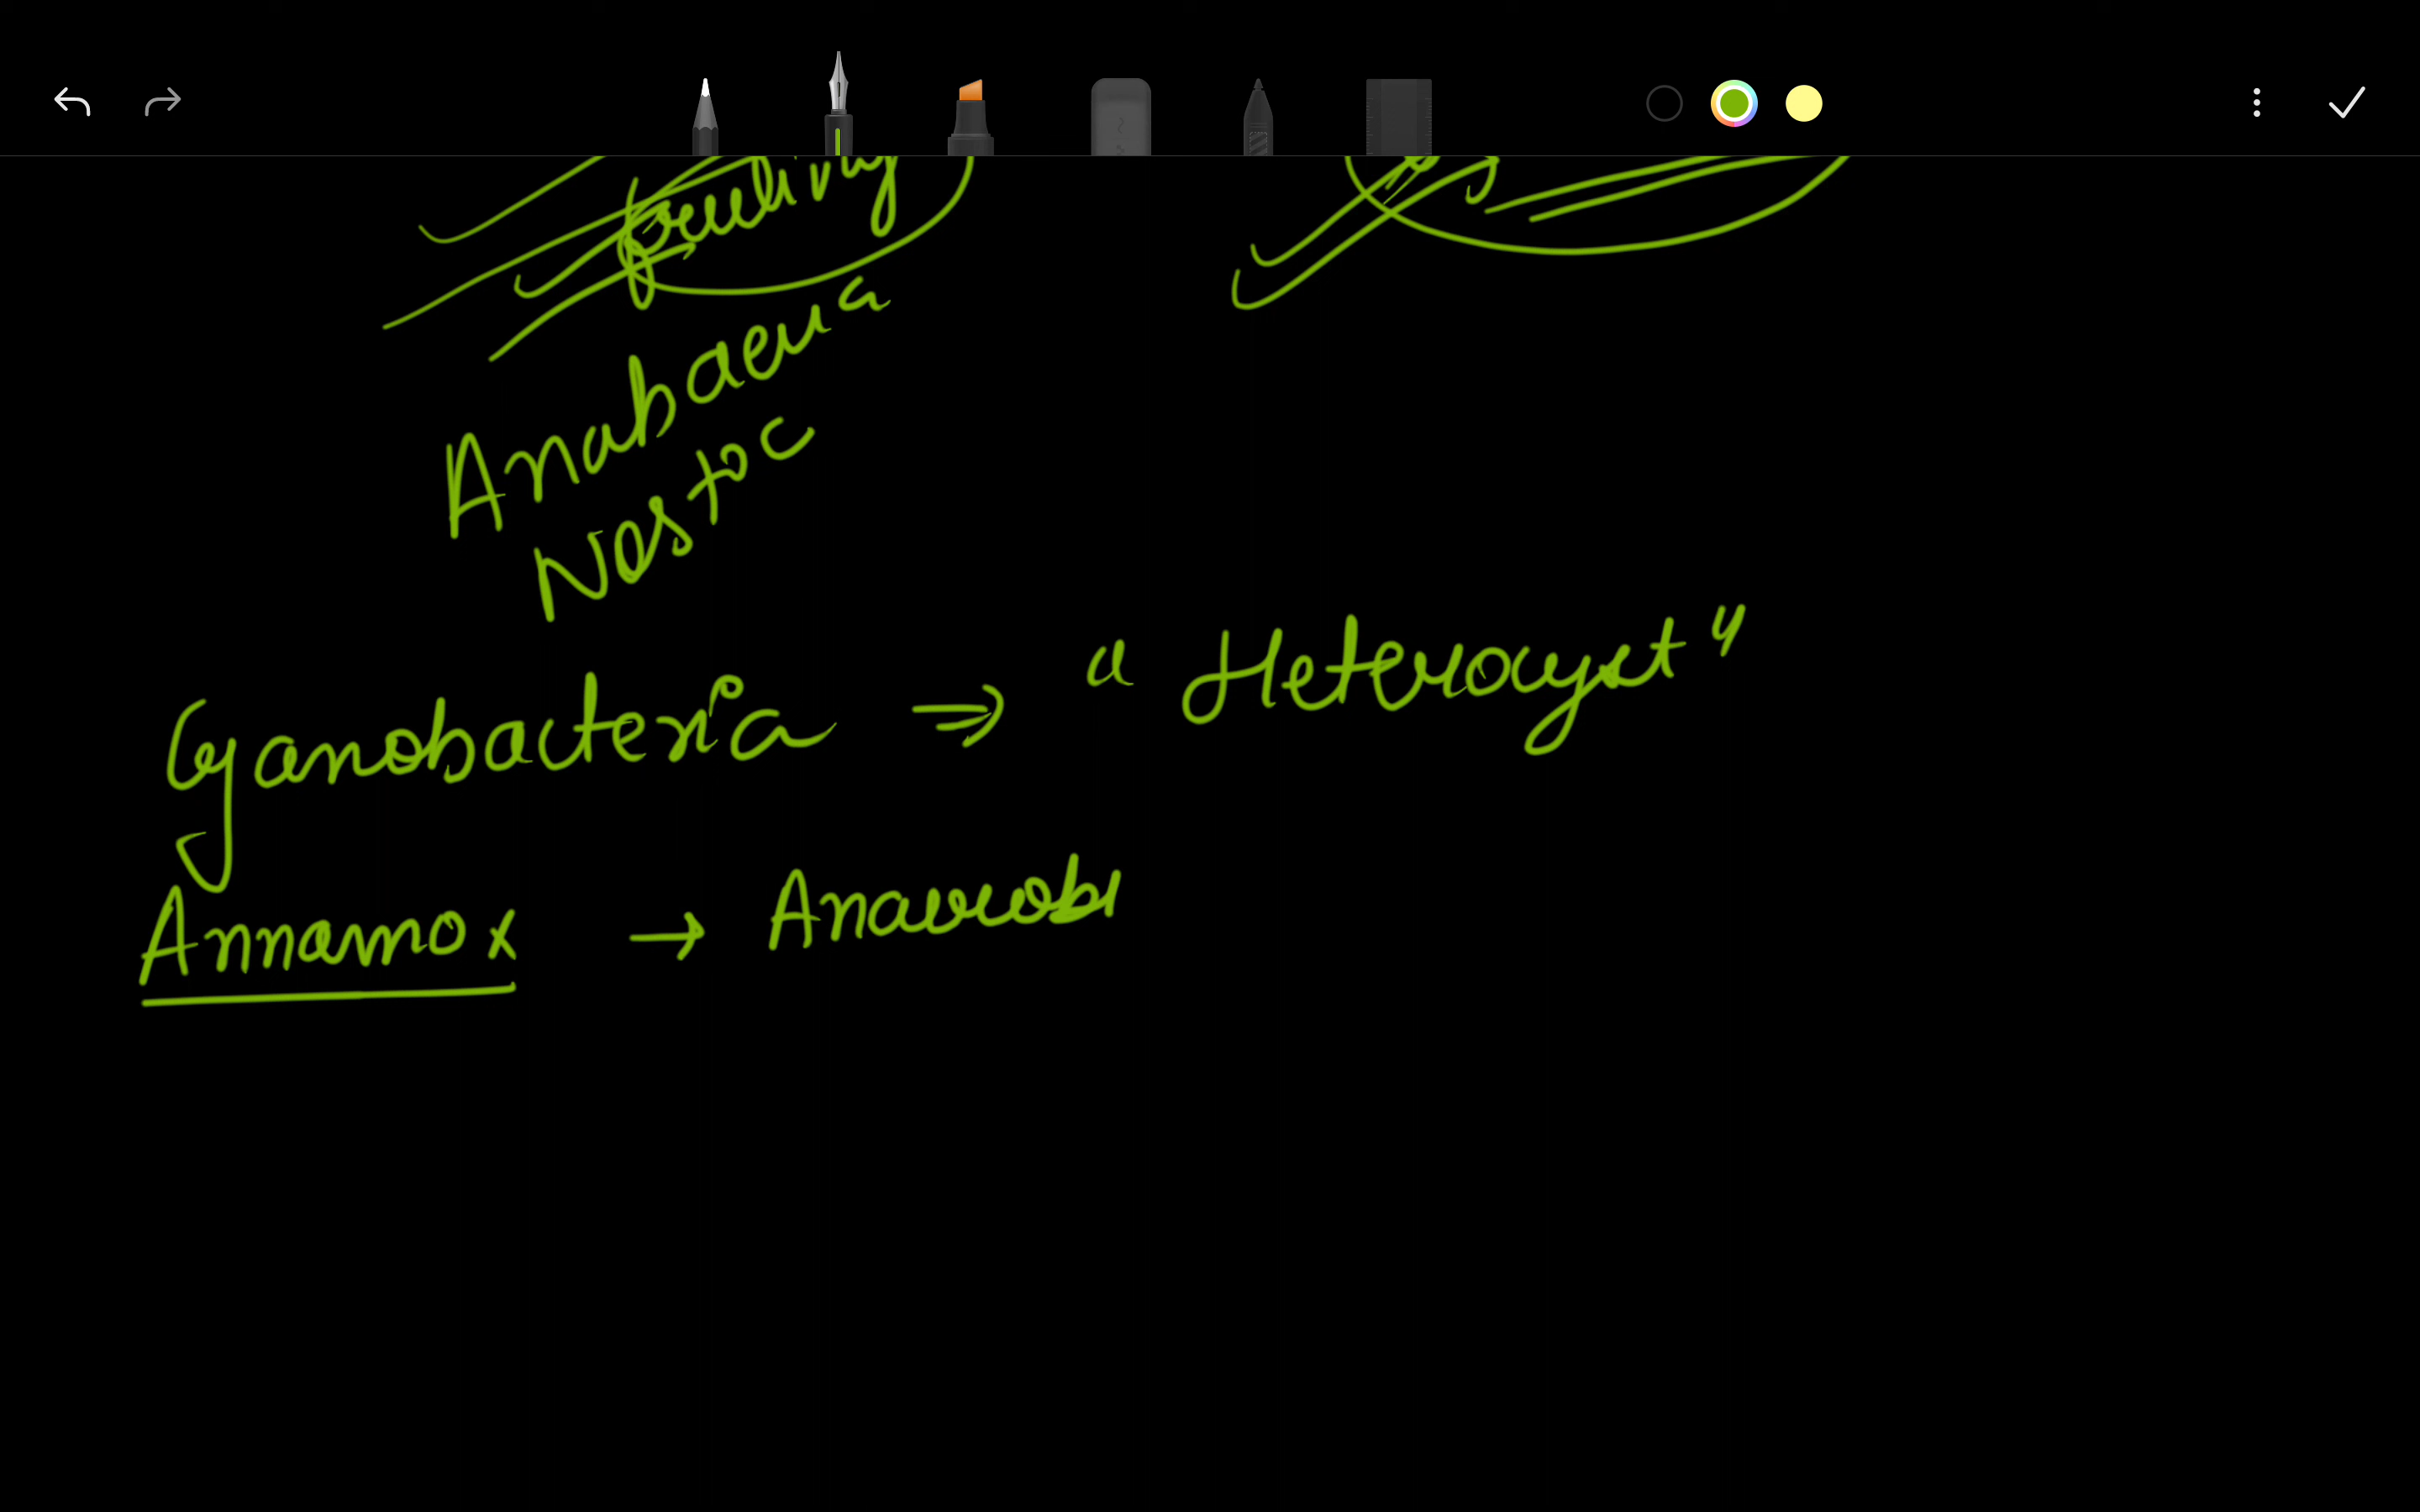 Anabaena
Nostoc
Cyanobacteria ⇒ "Heterocyst"
Annamox → Anaerobi